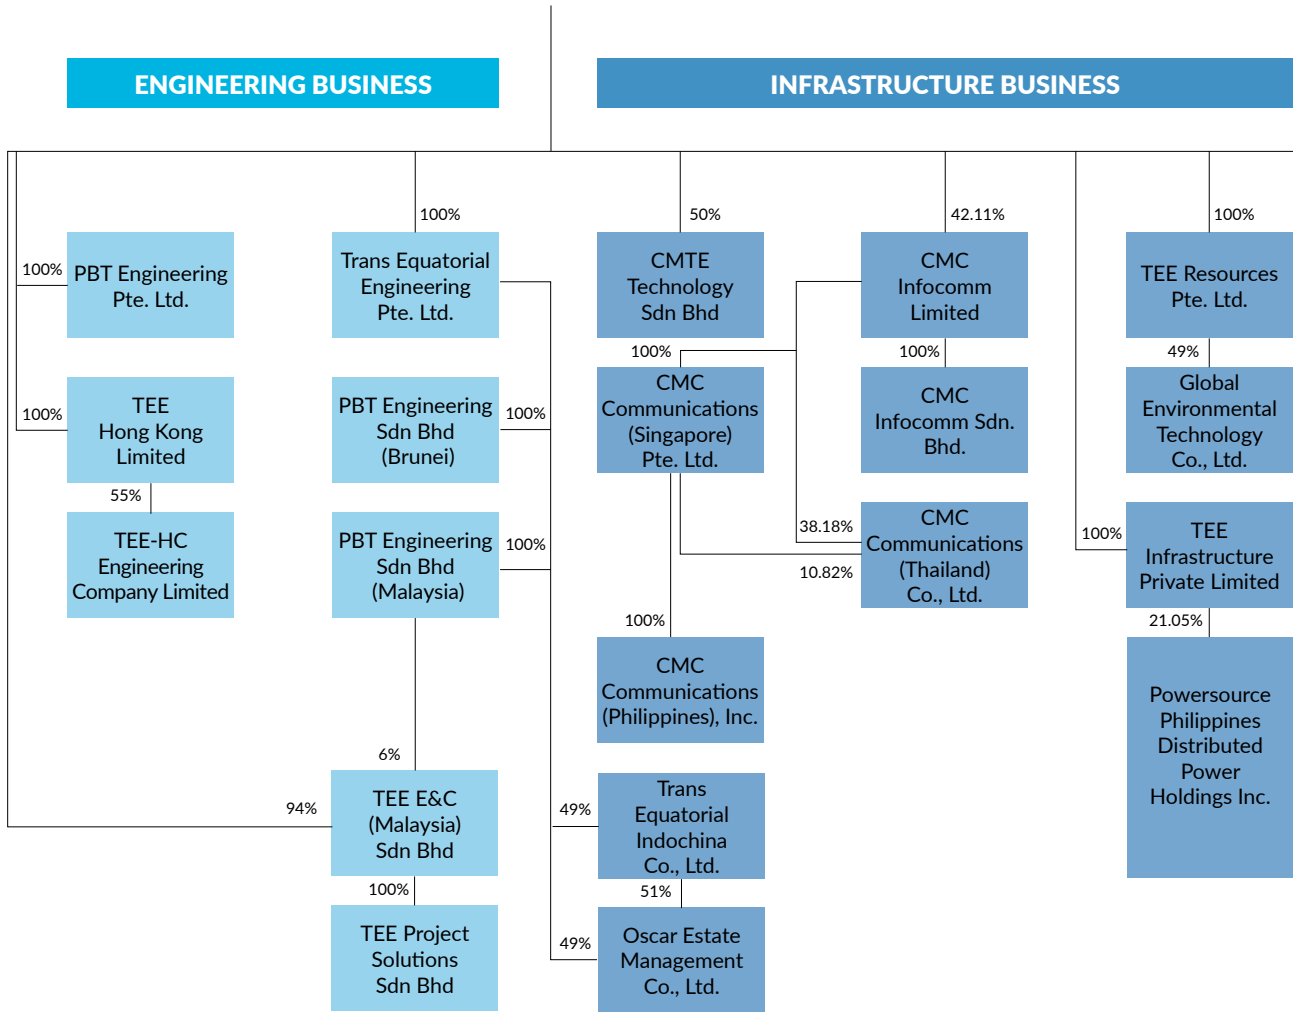 ENGINEERING BUSINESS
INFRASTRUCTURE BUSINESS
100%
50%
42.11%
100%
100%
PBT Engineering
Pte. Ltd.
Trans Equatorial
Engineering
Pte. Ltd.
CMTE
Technology
Sdn Bhd
CMC
Infocomm
Limited
TEE Resources
Pte. Ltd.
100%
100%
49%
100%
TEE
Hong Kong
Limited
PBT Engineering
Sdn Bhd
(Brunei)
100%
CMC
Communications
(Singapore)
Pte. Ltd.
CMC
Infocomm Sdn.
Bhd.
Global
Environmental
Technology
Co., Ltd.
55%
TEE-HC
Engineering
Company Limited
PBT Engineering
Sdn Bhd
(Malaysia)
100%
38.18%
10.82%
CMC
Communications
(Thailand)
Co., Ltd.
100%
TEE
Infrastructure
Private Limited
100%
21.05%
CMC
Communications
(Philippines), Inc.
Powersource
Philippines
Distributed
Power
Holdings Inc.
6%
94%
TEE E&C
(Malaysia)
Sdn Bhd
49%
Trans
Equatorial
Indochina
Co., Ltd.
100%
51%
TEE Project
Solutions
Sdn Bhd
49%
Oscar Estate
Management
Co., Ltd.